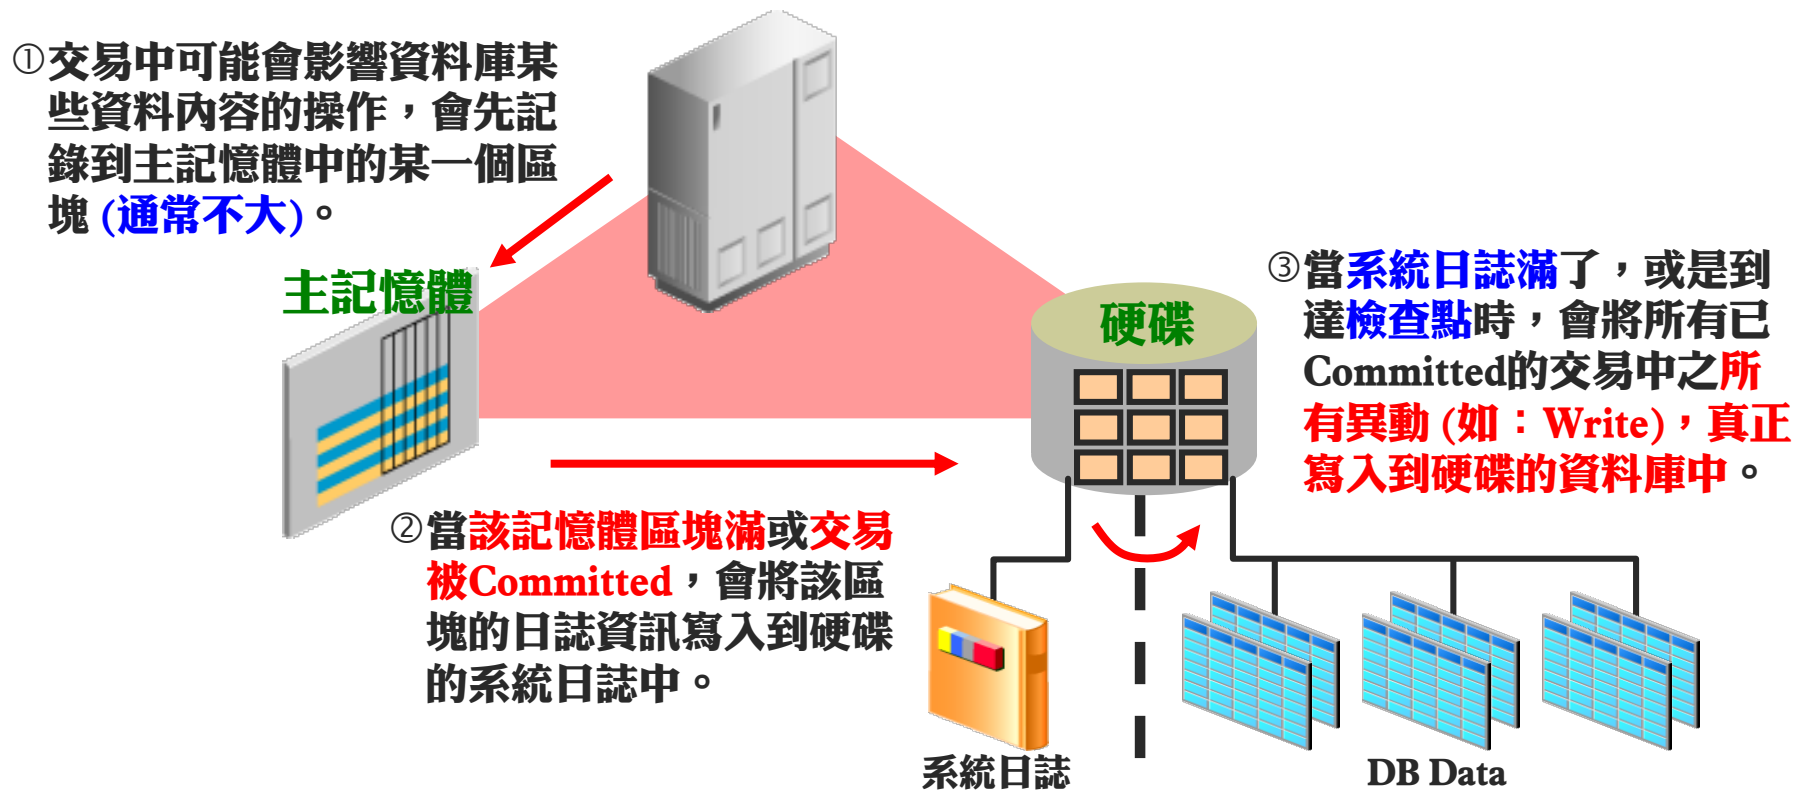 ①交易中可能會影響資料庫某
些資料內容的操作，會先記
錄到主記憶體中的某一個區
塊 (通常不大)。
主記憶體
硬碟
③當系統日誌滿了，或是到
達檢查點時，會將所有已
Committed的交易中之所
有異動 (如：Write)，真正
寫入到硬碟的資料庫中。
②當該記憶體區塊滿或交易
被Committed，會將該區
塊的日誌資訊寫入到硬碟
的系統日誌中。
系統日誌
DB Data